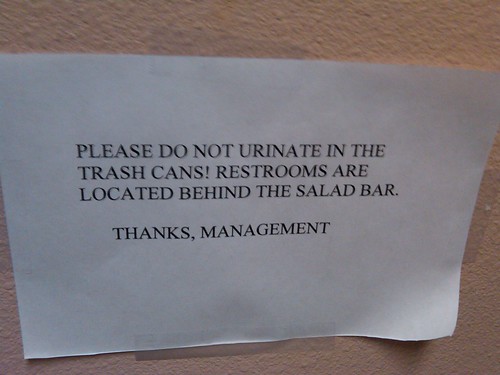 PLEASE DO NOT URINATE IN THE
TRASH CANS! RESTROOMS ARE
LOCATED BEHIND THE SALAD BAR.
THANKS, MANAGEMENT